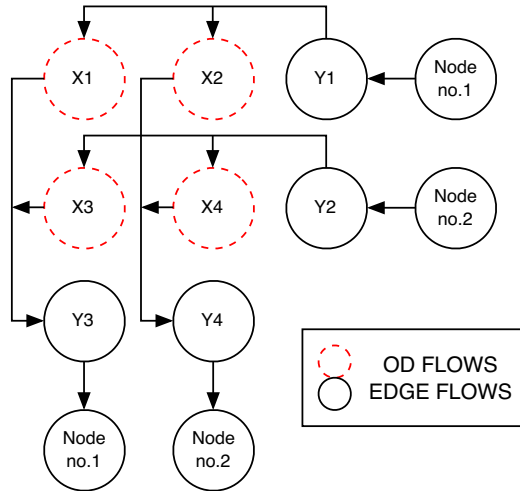 X1
X2
Y1
Node
no.1
X3
X4
Y2
Node
no.2
Y3
Y4
OD FLOWS
EDGE FLOWS
Node
no.1
Node
no.2